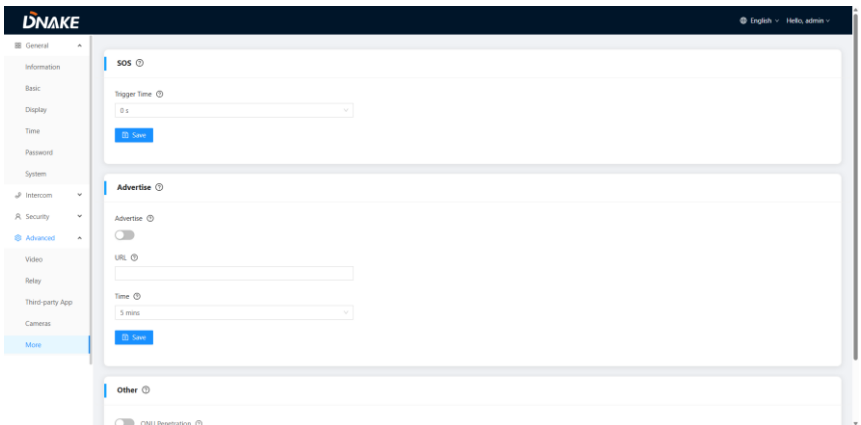 DNAKE
English
Hello, admin
General
Information
Basic
Display
Time
Password
System
Intercom
Security
Advanced
Video
Relay
Third-party App
Cameras
More
SOS
Trigger Time
0 s
Save
Advertise
Advertise
URL
Time
5 mins
Save
Other
Penetration